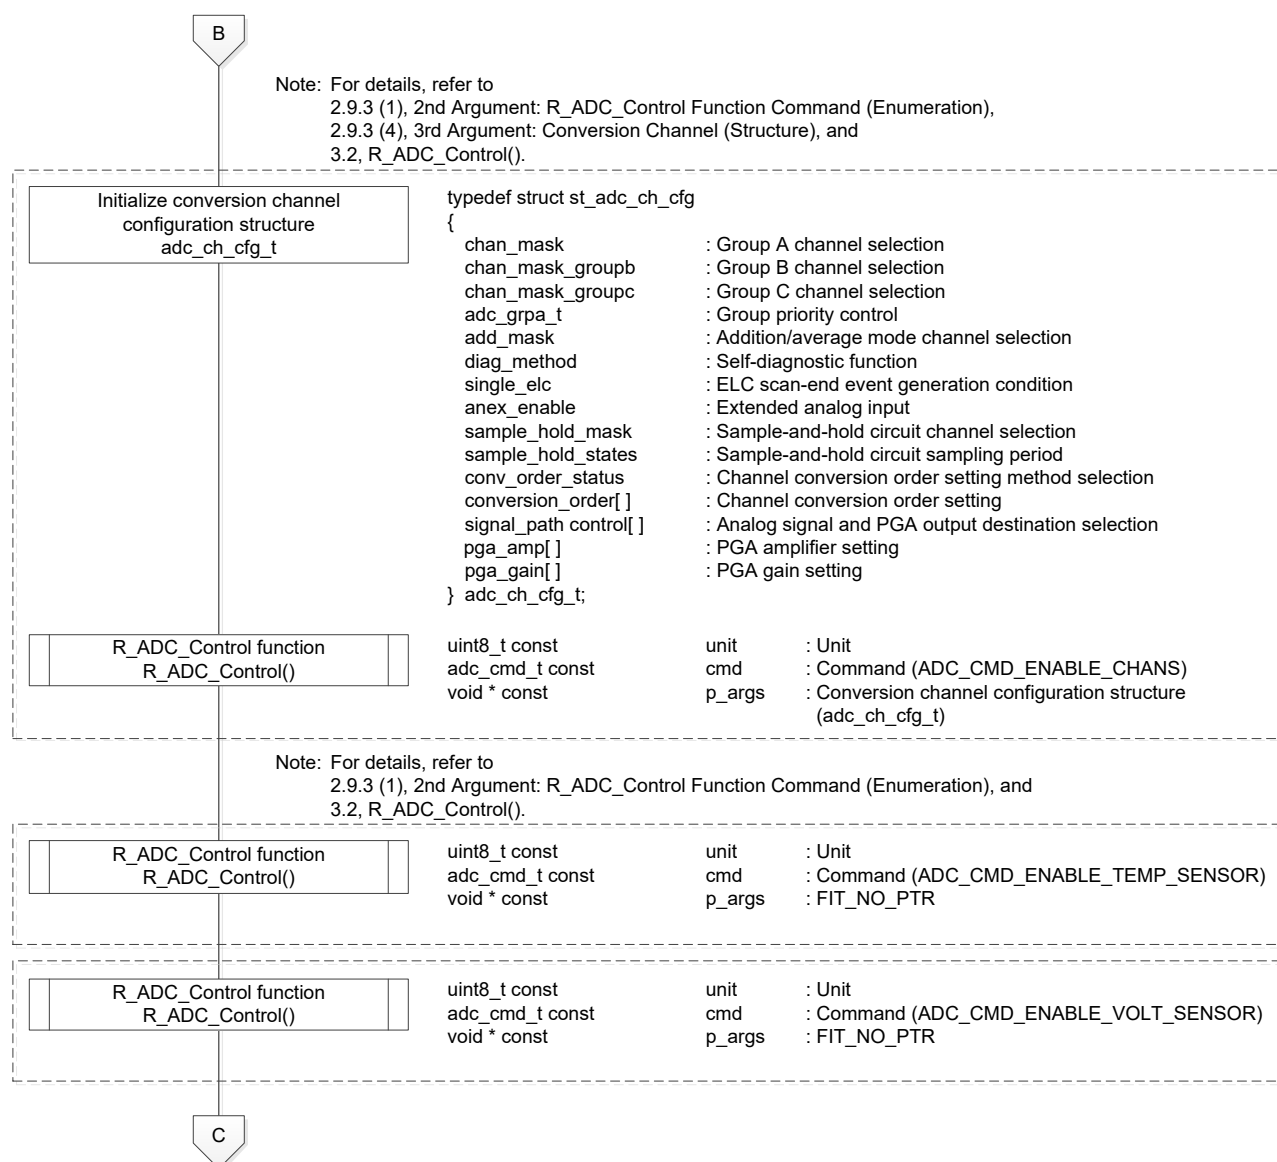 B
Note: For details, refer to
2.9.3 (1), 2nd Argument: R_ADC_Control Function Command (Enumeration),
2.9.3 (4), 3rd Argument: Conversion Channel (Structure), and
3.2, R_ADC_Control().
Initialize conversion channel
configuration structure
adc_ch_cfg_t
typedef struct st_adc_ch_cfg
{
chan_mask : Group A channel selection
chan_mask_groupb : Group B channel selection
chan_mask_groupc : Group C channel selection
adc_grpa_t : Group priority control
add_mask : Addition/average mode channel selection
diag_method : Self-diagnostic function
single_elc : ELC scan-end event generation condition
anex_enable : Extended analog input
sample_hold_mask : Sample-and-hold circuit channel selection
sample_hold_states : Sample-and-hold circuit sampling period
conv_order_status : Channel conversion order setting method selection
conversion_order[ ] : Channel conversion order setting
signal_path control[ ] : Analog signal and PGA output destination selection
pga_amp[ ] : PGA amplifier setting
pga_gain[ ] : PGA gain setting
} adc_ch_cfg_t;
R_ADC_Control function
R_ADC_Control()
uint8_t const unit : Unit
adc_cmd_t const cmd : Command (ADC_CMD_ENABLE_CHANS)
void * const p_args : Conversion channel configuration structure
(adc_ch_cfg_t)
Note: For details, refer to
2.9.3 (1), 2nd Argument: R_ADC_Control Function Command (Enumeration), and
3.2, R_ADC_Control().
R_ADC_Control function
R_ADC_Control()
uint8_t const unit : Unit
adc_cmd_t const cmd : Command (ADC_CMD_ENABLE_TEMP_SENSOR)
void * const p_args : FIT_NO_PTR
R_ADC_Control function
R_ADC_Control()
uint8_t const unit : Unit
adc_cmd_t const cmd : Command (ADC_CMD_ENABLE_VOLT_SENSOR)
void * const p_args : FIT_NO_PTR
C